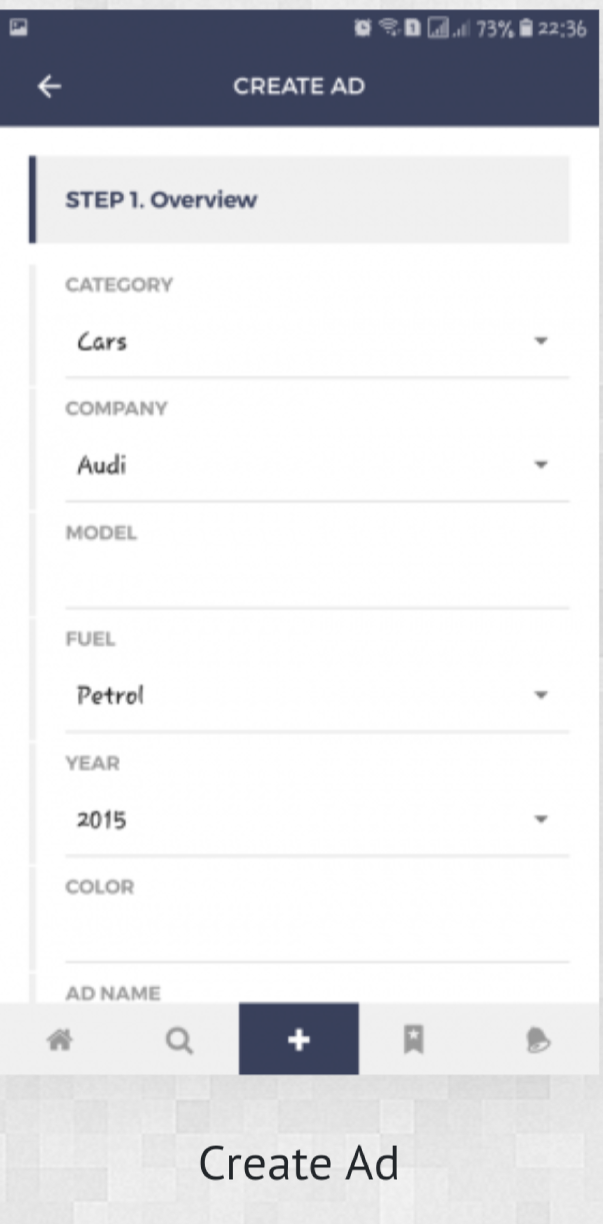 73% 22:36
CREATE AD
STEP 1. Overview
CATEGORY
Cars
COMPANY
Audi
MODEL
FUEL
Petrol
YEAR
2015
COLOR
AD NAME
Create Ad